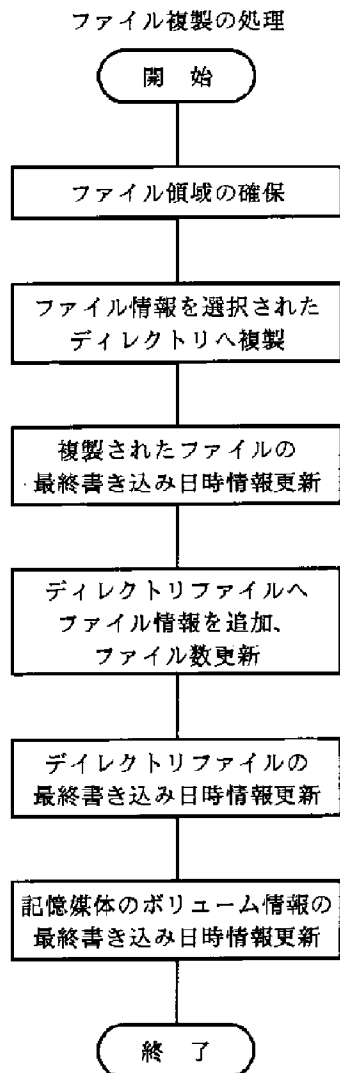 ファイル複製の処理
開 始
ファイル領域の確保
ファイル情報を選択された
ディレクトリへ複製
複製されたファイルの
最終書き込み日時情報更新
ディレクトリファイルへ
ファイル情報を追加、
ファイル数更新
デイレクトリファイルの
最終書き込み日時情報更新
記憶媒体のボリューム情報の
最終書き込み日時情報更新
終 了